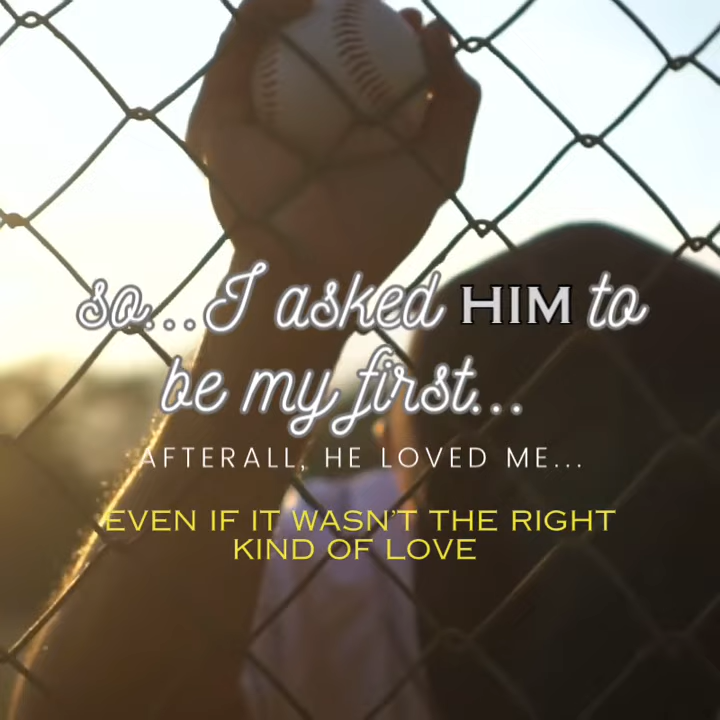 so...I asked HIM to
be my first...
AFTERALL, HE LOVED ME...
EVEN IF IT WASN'T THE RIGHT
KIND OF LOVE